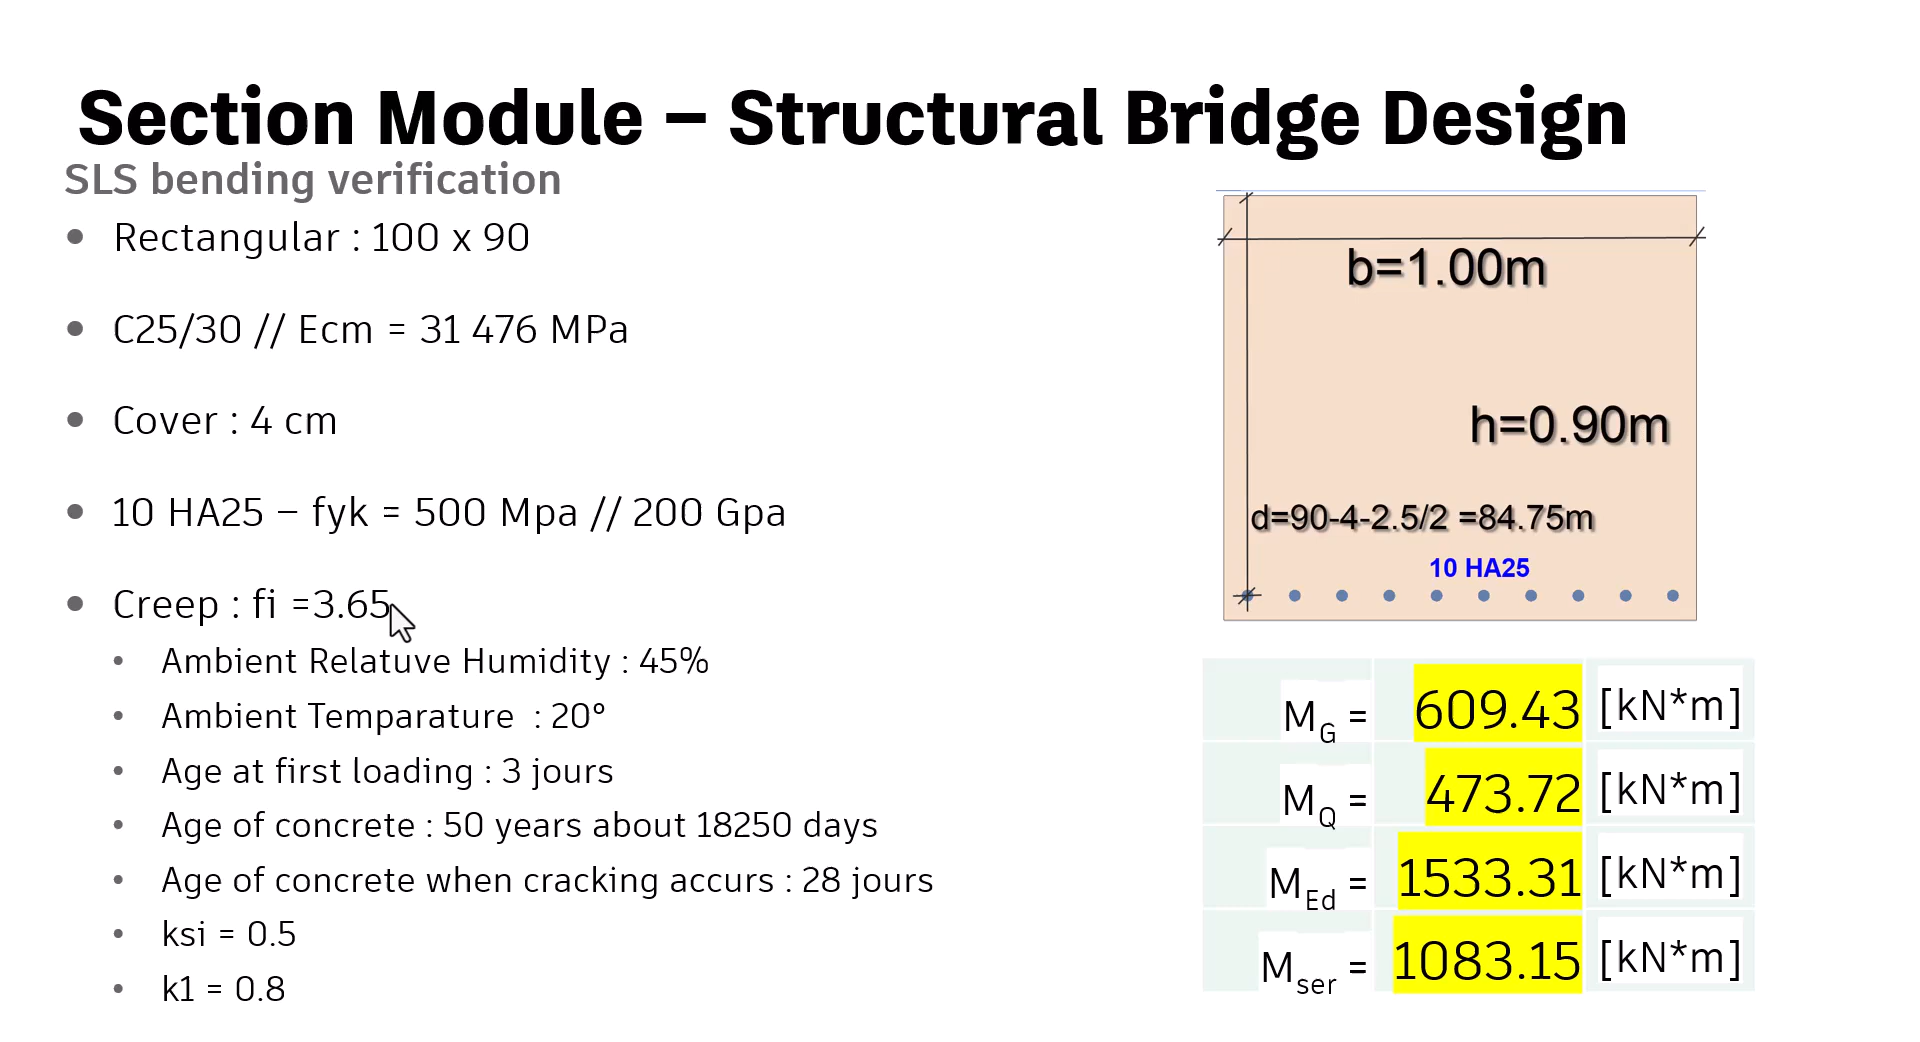 Section Module – Structural Bridge Design
SLS bending verification
• Rectangular : 100 x 90
• C25/30 // Ecm = 31 476 MPa
• Cover : 4 cm
• 10 HA25 – fyk = 500 Mpa // 200 Gpa
• Creep : fi =3.65
• Ambient Relatuve Humidity : 45%
• Ambient Temparature : 20°
• Age at first loading : 3 jours
• Age of concrete : 50 years about 18250 days
• Age of concrete when cracking accurs : 28 jours
• ksi = 0.5
• k1 = 0.8
b=1.00m
h=0.90m
d=90-4-2.5/2 =84.75m
10 HA25
MG = 609.43 [kN*m]
MQ = 473.72 [kN*m]
MEd = 1533.31 [kN*m]
Mser = 1083.15 [kN*m]